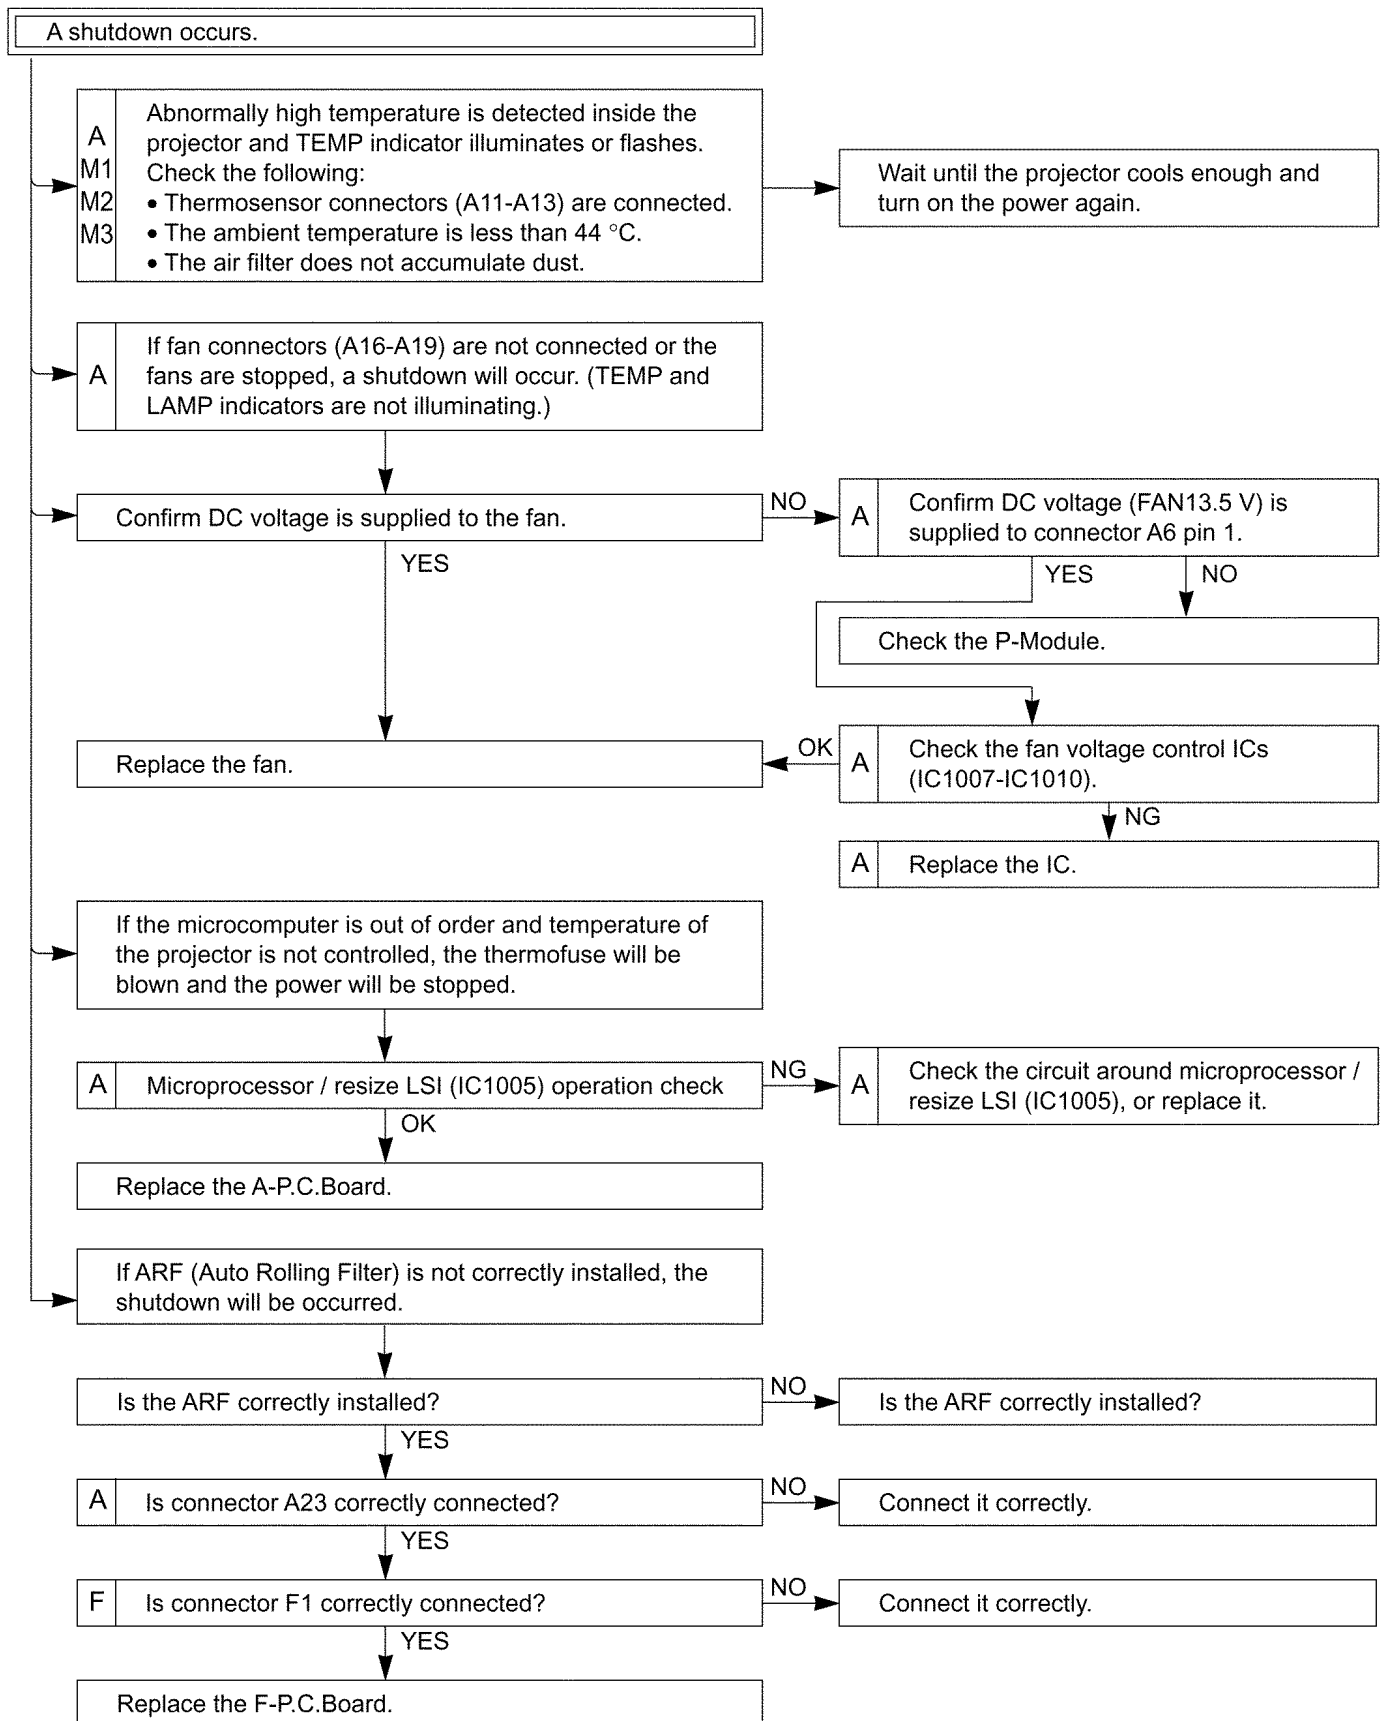 A shutdown occurs.
A
M1
M2
M3
Abnormally high temperature is detected inside the
projector and TEMP indicator illuminates or flashes.
Check the following:
• Thermosensor connectors (A11-A13) are connected.
• The ambient temperature is less than 44 °C.
• The air filter does not accumulate dust.
Wait until the projector cools enough and
turn on the power again.
A
If fan connectors (A16-A19) are not connected or the
fans are stopped, a shutdown will occur. (TEMP and
LAMP indicators are not illuminating.)
Confirm DC voltage is supplied to the fan.
NO
A
Confirm DC voltage (FAN13.5 V) is
supplied to connector A6 pin 1.
YES
YES
NO
Check the P-Module.
Replace the fan.
OK
A
Check the fan voltage control ICs
(IC1007-IC1010).
NG
A
Replace the IC.
If the microcomputer is out of order and temperature of
the projector is not controlled, the thermofuse will be
blown and the power will be stopped.
A
Microprocessor / resize LSI (IC1005) operation check
NG
A
Check the circuit around microprocessor /
resize LSI (IC1005), or replace it.
OK
Replace the A-P.C.Board.
If ARF (Auto Rolling Filter) is not correctly installed, the
shutdown will be occurred.
Is the ARF correctly installed?
NO
Is the ARF correctly installed?
YES
A
Is connector A23 correctly connected?
NO
Connect it correctly.
YES
F
Is connector F1 correctly connected?
NO
Connect it correctly.
YES
Replace the F-P.C.Board.